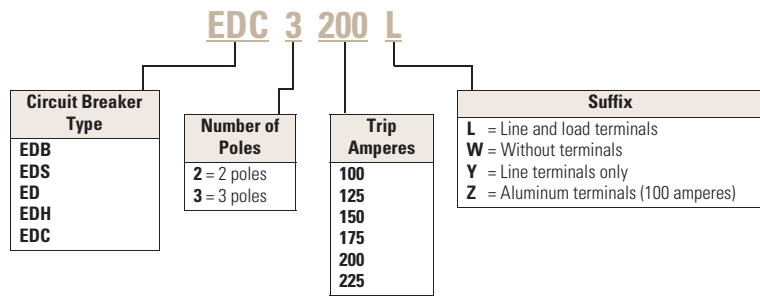 EDC 3 200 L
Circuit Breaker
Type
EDB
EDS
ED
EDH
EDC
Number of
Poles
2 = 2 poles
3 = 3 poles
Trip
Amperes
100
125
150
175
200
225
Suffix
L = Line and load terminals
W = Without terminals
Y = Line terminals only
Z = Aluminum terminals (100 amperes)